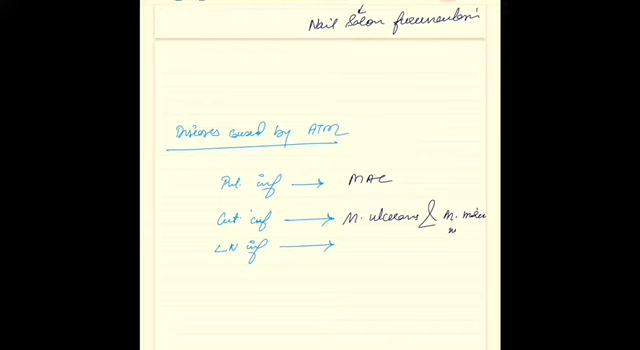 Nail Salon furunculosis
Diseases caused by ATM
Pul. inf → MAC
Cut. inf → M. ulcerans & M.
LN inf →